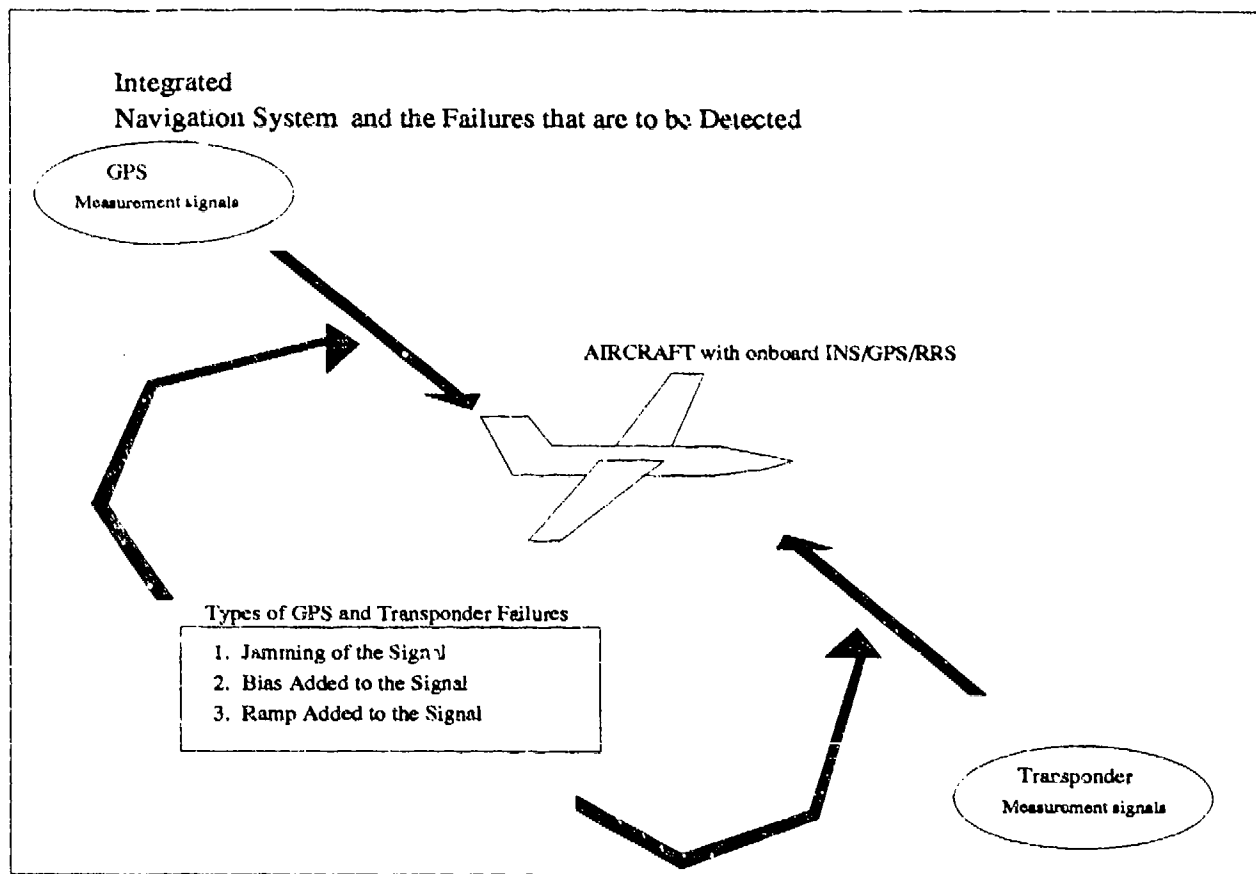 Integrated
Navigation System and the Failures that are to be Detected
GPS
Measurement signals
AIRCRAFT with onboard INS/GPS/RRS
Types of GPS and Transponder Failures
1. Jamming of the Signal
2. Bias Added to the Signal
3. Ramp Added to the Signal
Transponder
Measurement signals